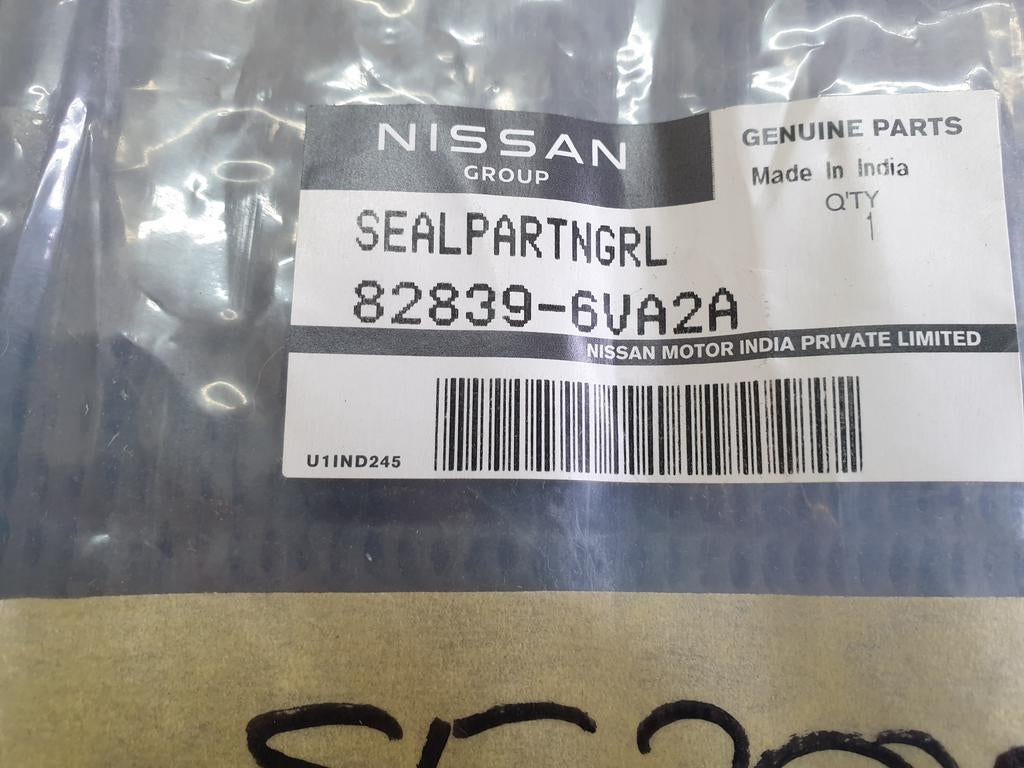 NISSAN
GROUP
GENUINE PARTS
Made In India
Q'TY
1
SEALPARTNGRL
82839-6VA2A
NISSAN MOTOR INDIA PRIVATE LIMITED
U1IND245